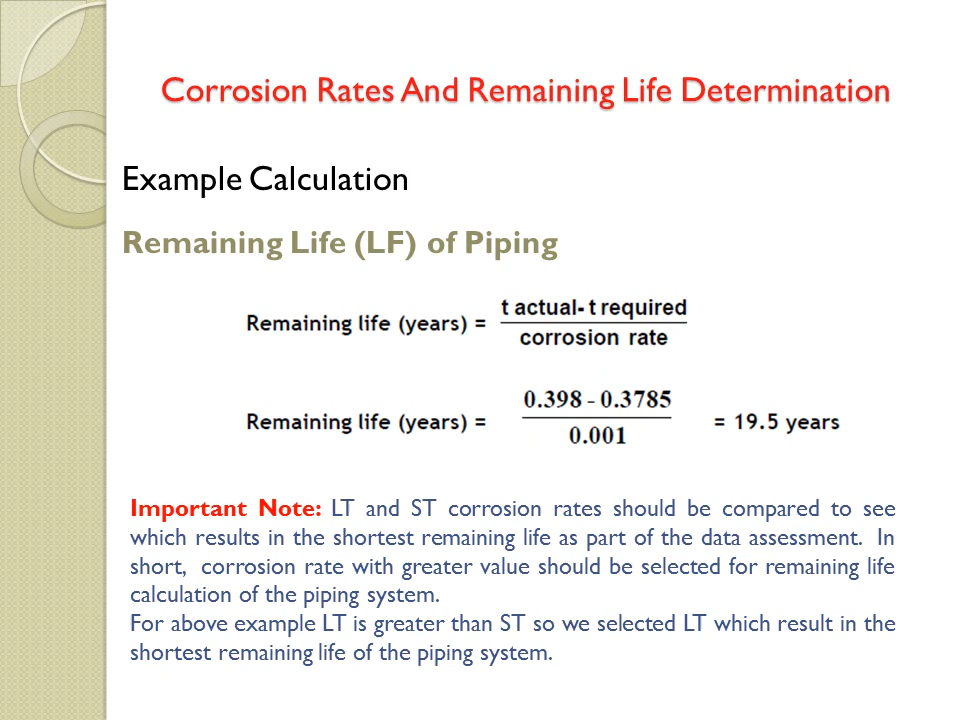 Corrosion Rates And Remaining Life Determination
Example Calculation
Remaining Life (LF) of Piping
Remaining life (years) = t actual- t required / corrosion rate
Remaining life (years) = 0.398 - 0.3785 / 0.001 = 19.5 years
Important Note: LT and ST corrosion rates should be compared to see
which results in the shortest remaining life as part of the data assessment. In
short, corrosion rate with greater value should be selected for remaining life
calculation of the piping system.
For above example LT is greater than ST so we selected LT which result in the
shortest remaining life of the piping system.